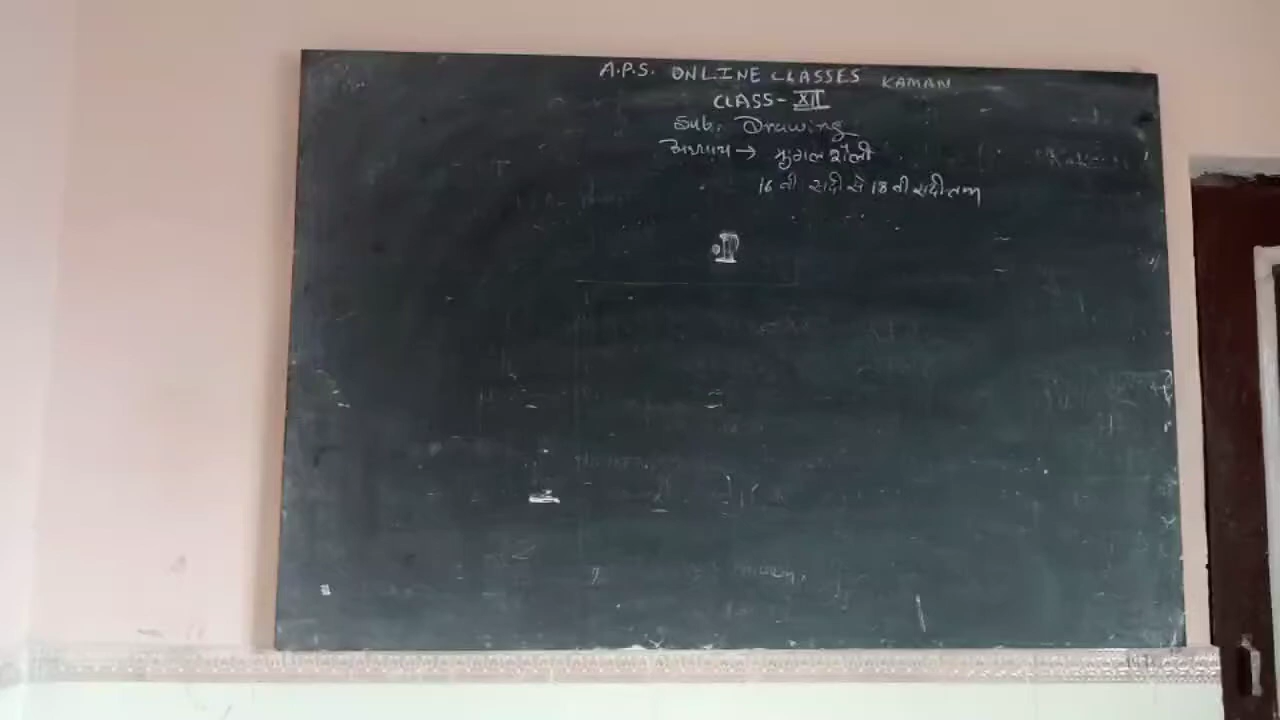 A.P.S. ONLINE CLASSES KAMAN
CLASS - XII
Sub. Drawing
अध्याय → मुगल शैली
16 वी सदी से 18 वी सदी तक